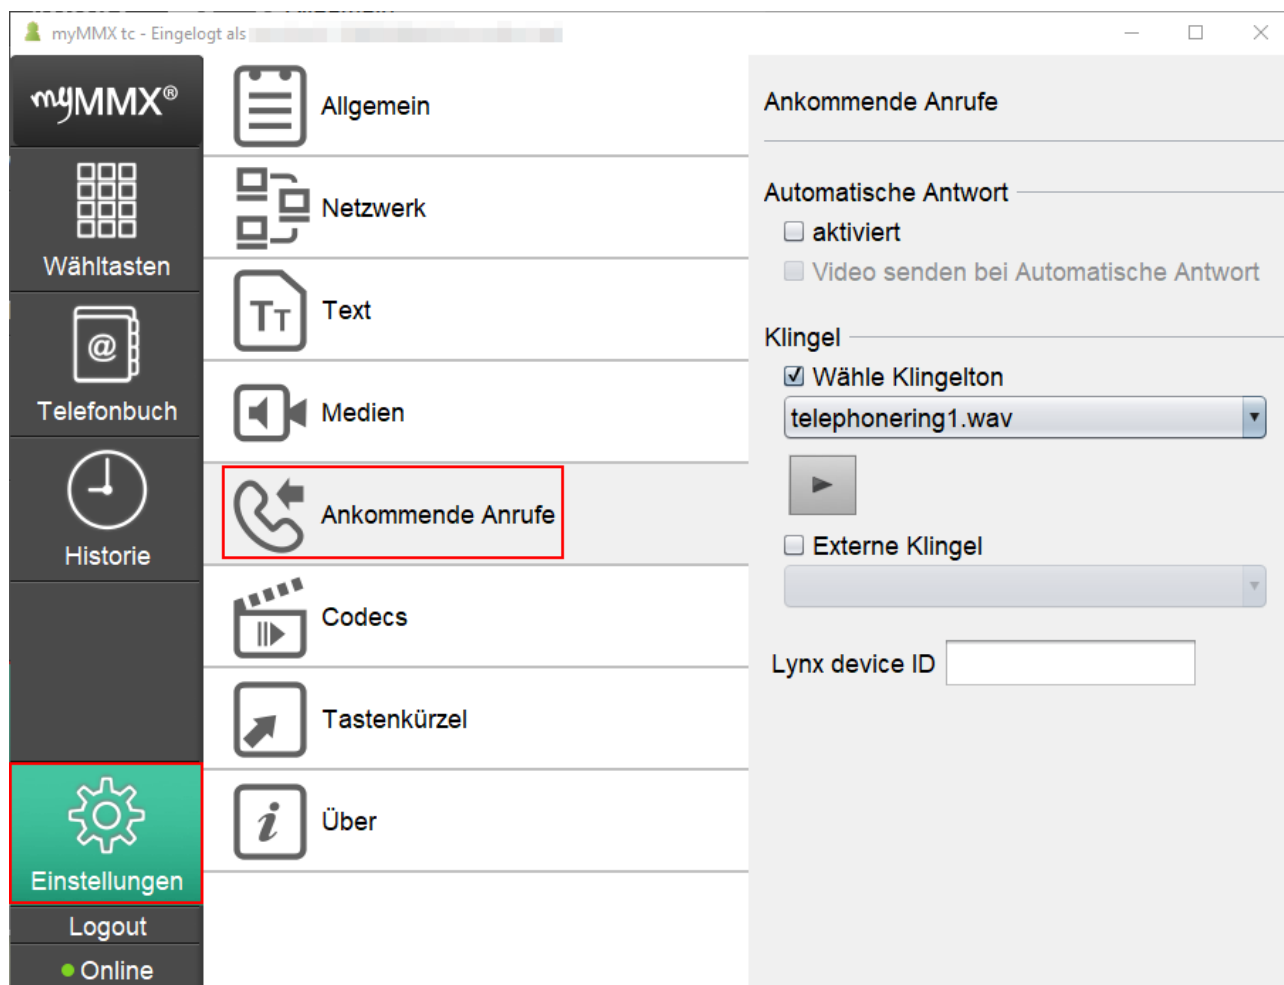 myMMX tc - Eingelogt als
myMMX®
Wähltasten
Telefonbuch
Historie
Einstellungen
Logout
Online
Allgemein
Netzwerk
Text
Medien
Ankommende Anrufe
Codecs
Tastenkürzel
Über
Ankommende Anrufe
Automatische Antwort
aktiviert
Video senden bei Automatische Antwort
Klingel
Wähle Klingelton
telephonering1.wav
Externe Klingel
Lynx device ID